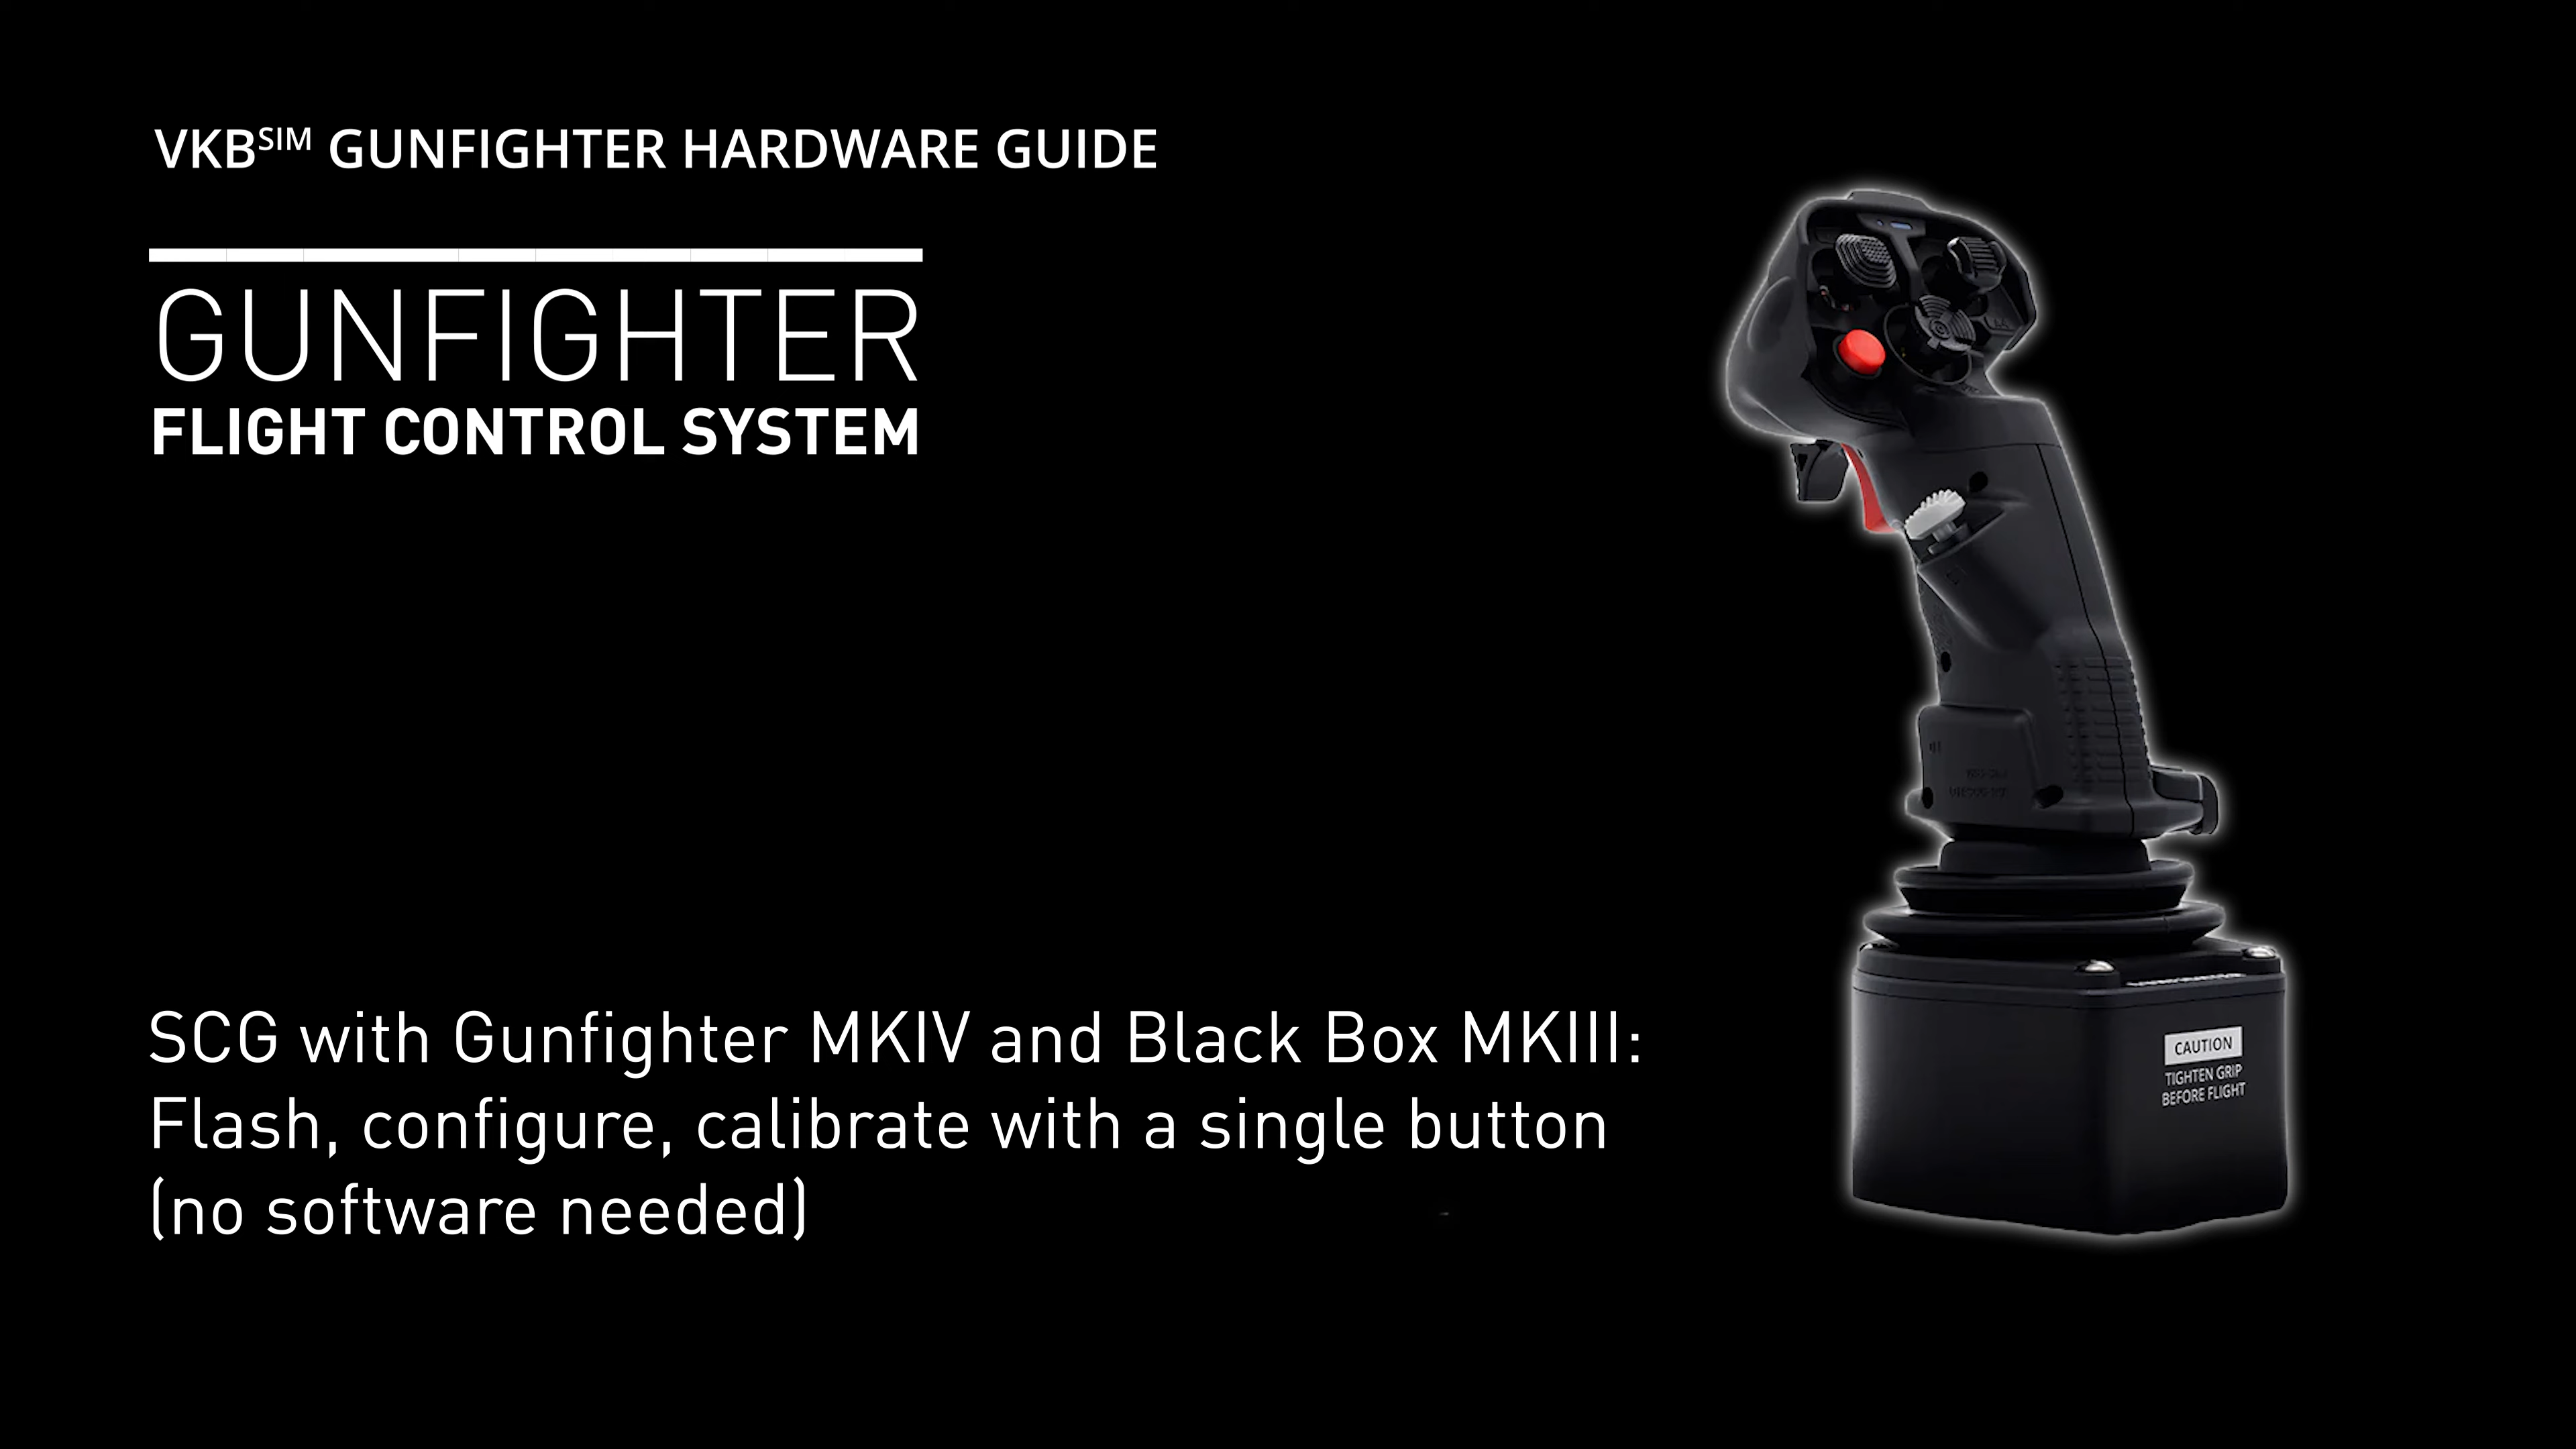 VKBSIM GUNFIGHTER HARDWARE GUIDE
GUNFIGHTER
FLIGHT CONTROL SYSTEM
SCG with Gunfighter MKIV and Black Box MKIII:
Flash, configure, calibrate with a single button
(no software needed)
CAUTION
TIGHTEN GRIP
BEFORE FLIGHT